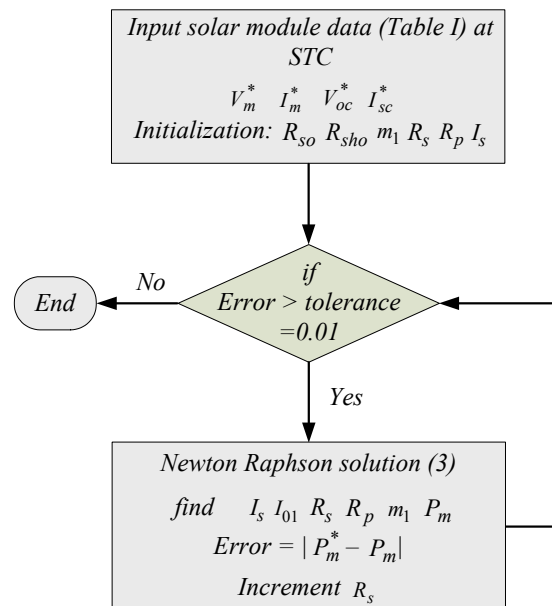 Input solar module data (Table I) at
STC
V*m I*m V*oc I*sc
Initialization: Rso Rsho m1 Rs Rp Is
if
Error > tolerance
=0.01
No
End
Yes
Newton Raphson solution (3)
find Is I01 Rs Rp m1 Pm
Error = | P*m − Pm|
Increment Rs